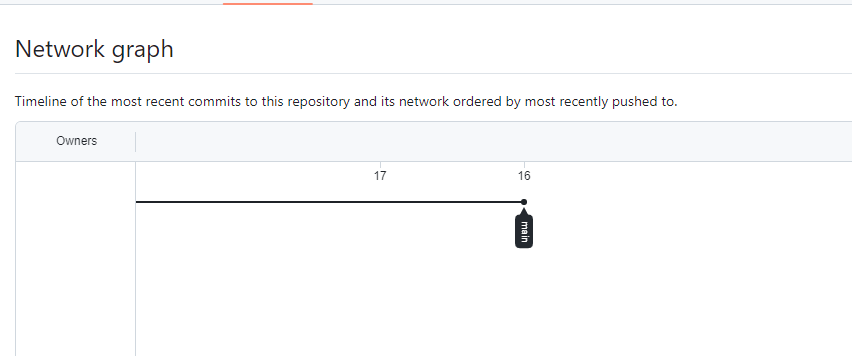 Network graph
Timeline of the most recent commits to this repository and its network ordered by most recently pushed to.
Owners
17 16
main